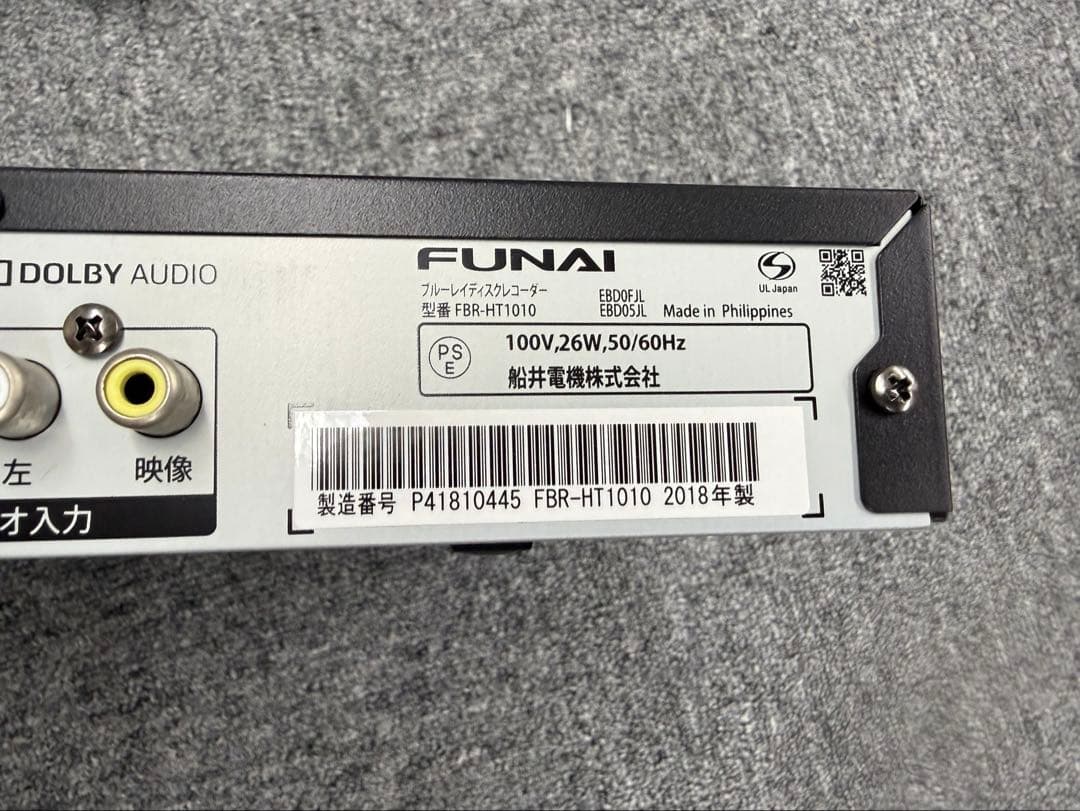 DOLBY AUDIO
FUNAI
ブルーレイディスクレコーダー
型番 FBR-HT1010
EBD0FJL
EBD05JL
Made in Philippines
UL Japan
PS
E
100V,26W,50/60Hz
船井電機株式会社
左
映像
オ入力
製造番号 P41810445 FBR-HT1010 2018年製